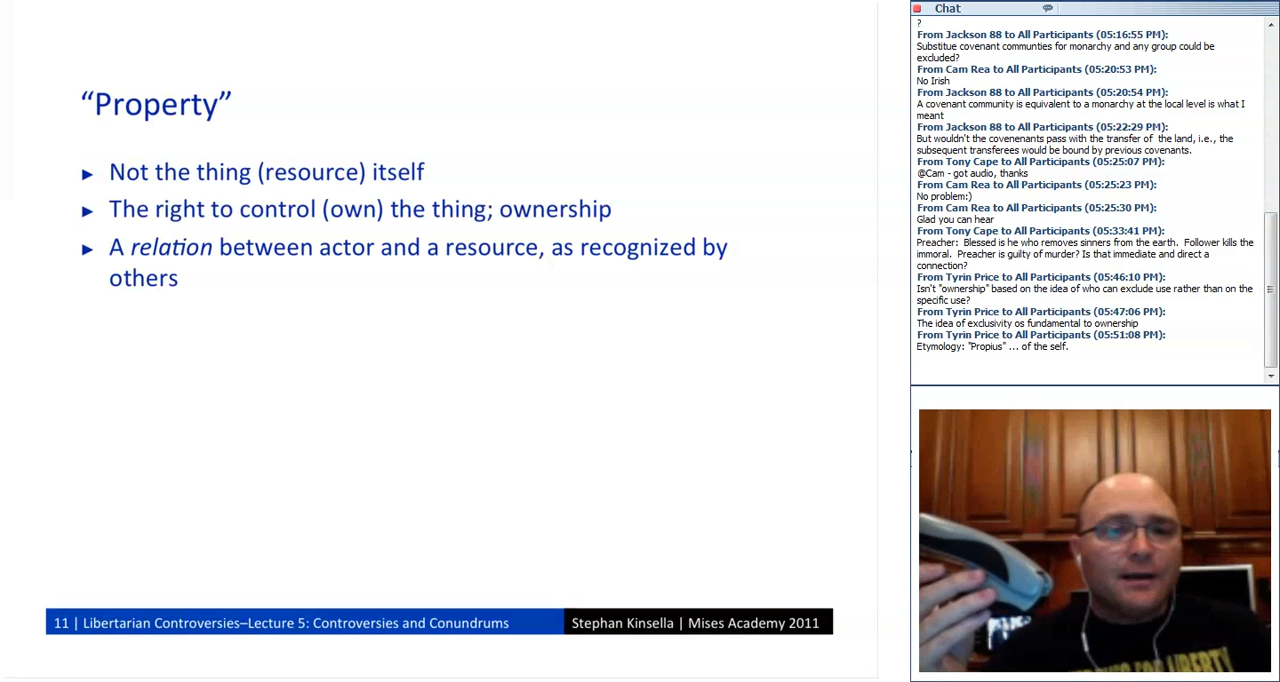 “Property”
► Not the thing (resource) itself
► The right to control (own) the thing; ownership
► A relation between actor and a resource, as recognized by
others
11 | Libertarian Controversies–Lecture 5: Controversies and Conundrums
Stephan Kinsella | Mises Academy 2011
Chat
?
From Jackson 88 to All Participants (05:16:55 PM):
Substitue covenant communties for monarchy and any group could be
excluded?
From Cam Rea to All Participants (05:20:53 PM):
No Irish
From Jackson 88 to All Participants (05:20:54 PM):
A covenant community is equivalent to a monarchy at the local level is what I
meant
From Jackson 88 to All Participants (05:22:29 PM):
But wouldn't the covenenants pass with the transfer of the land, i.e., the
subsequent transferees would be bound by previous covenants.
From Tony Cape to All Participants (05:25:07 PM):
@Cam - got audio, thanks
From Cam Rea to All Participants (05:25:23 PM):
No problem:)
From Cam Rea to All Participants (05:25:30 PM):
Glad you can hear
From Tony Cape to All Participants (05:33:41 PM):
Preacher: Blessed is he who removes sinners from the earth. Follower kills the
immoral. Preacher is guilty of murder? Is that immediate and direct a
connection?
From Tyrin Price to All Participants (05:46:10 PM):
Isn't "ownership" based on the idea of who can exclude use rather than on the
specific use?
From Tyrin Price to All Participants (05:47:06 PM):
The idea of exclusivity os fundamental to ownership
From Tyrin Price to All Participants (05:51:08 PM):
Etymology: "Propius" ... of the self.
FOR LIBERTY